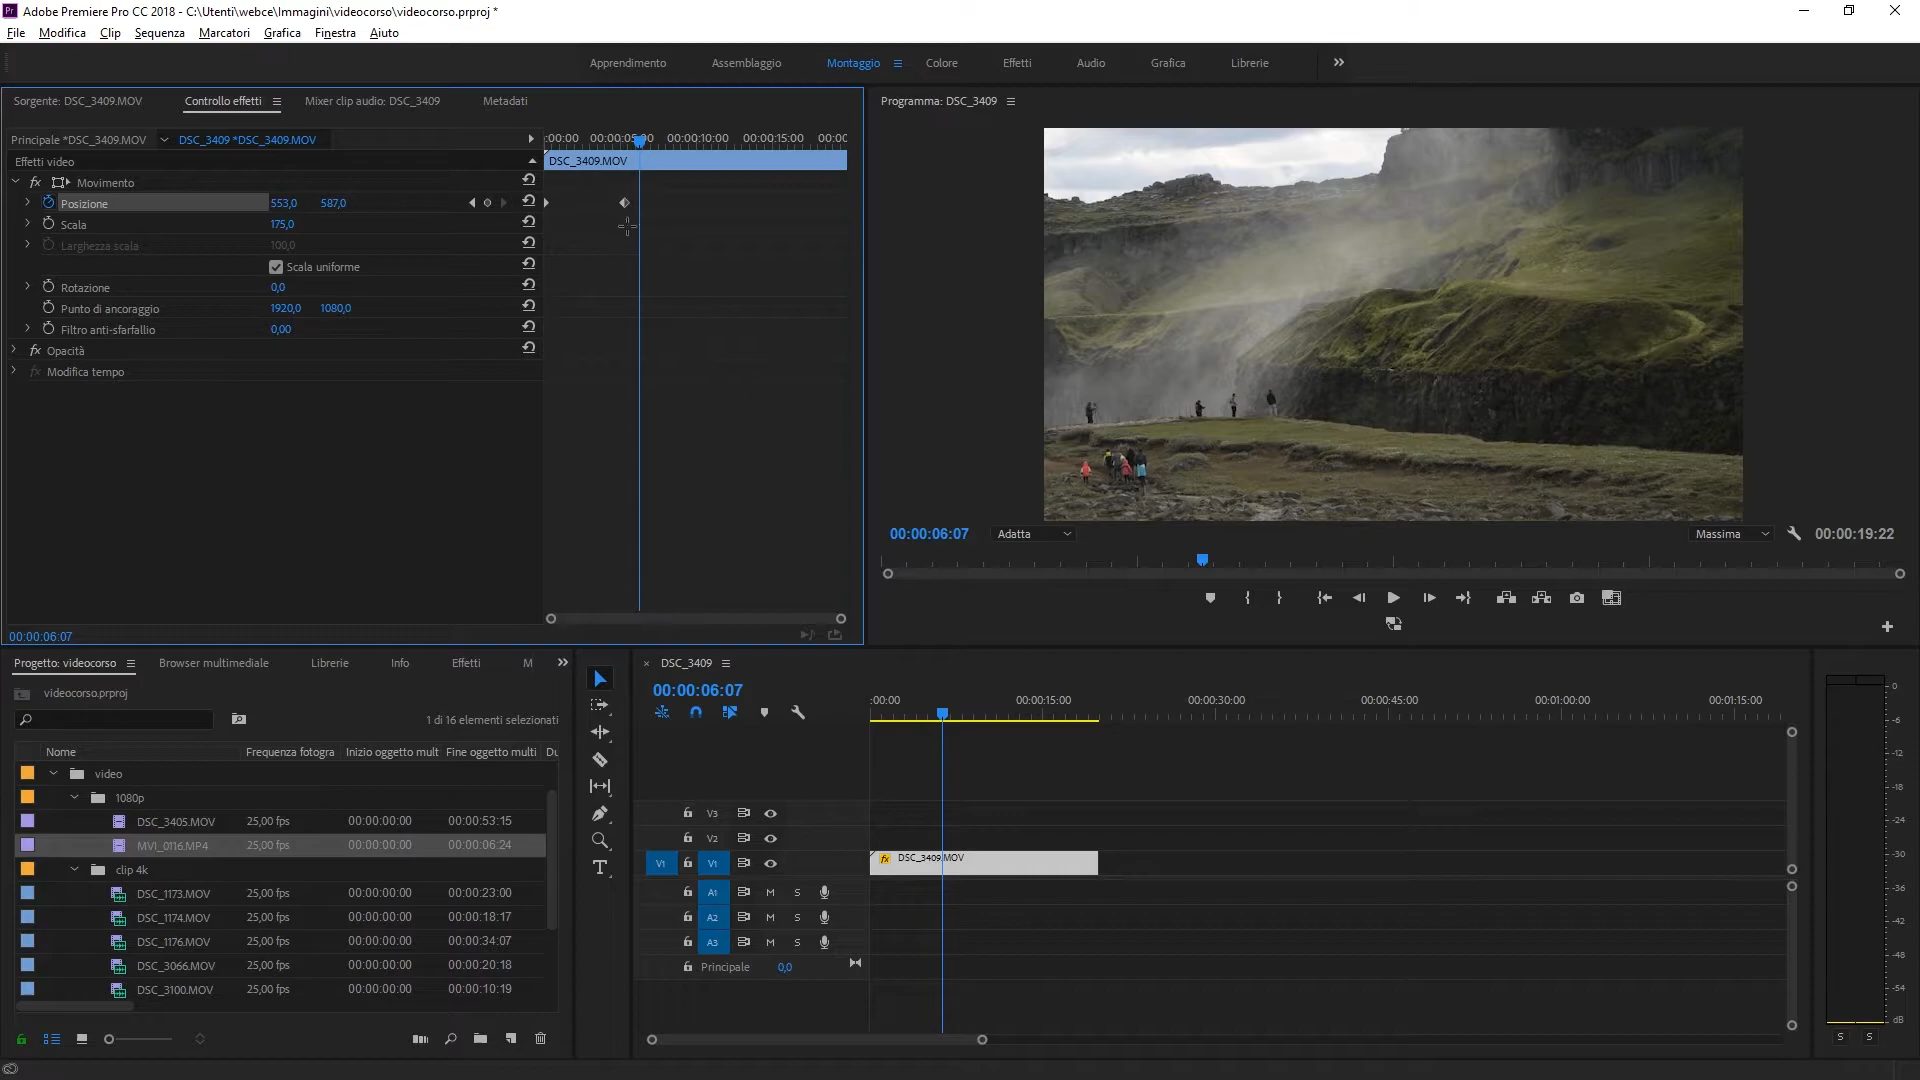 Adobe Premiere Pro CC 2018 - C:\Utenti\webce\Immagini\videocorso\videocorso.prproj *
File Modifica Clip Sequenza Marcatori Grafica Finestra Aiuto
Apprendimento Assemblaggio Montaggio Colore Effetti Audio Grafica Librerie
Sorgente: DSC_3409.MOV Controllo effetti Mixer clip audio: DSC_3409 Metadati
Programma: DSC_3409
Principale *DSC_3409.MOV DSC_3409 *DSC_3409.MOV
:00:00 00:00:05:00 00:00:10:00 00:00:15:00 00:0
Effetti video
DSC_3409.MOV
fx Movimento
Posizione 553,0 587,0
Scala 175,0
Larghezza scala 100,0
Scala uniforme
Rotazione 0,0
Punto di ancoraggio 1920,0 1080,0
Filtro anti-sfarfallio 0,00
fx Opacità
fx Modifica tempo
00:00:06:07
00:00:06:07 Adatta Massima 00:00:19:22
Progetto: videocorso Browser multimediale Librerie Info Effetti M
videocorso.prproj
1 di 16 elementi selezionati
Nome Frequenza fotogra Inizio oggetto mult Fine oggetto multi Du
video
1080p
DSC_3405.MOV 25,00 fps 00:00:00:00 00:00:53:15
MVI_0116.MP4 25,00 fps 00:00:00:00 00:00:06:24
clip 4k
DSC_1173.MOV 25,00 fps 00:00:00:00 00:00:23:00
DSC_1174.MOV 25,00 fps 00:00:00:00 00:00:18:17
DSC_1176.MOV 25,00 fps 00:00:00:00 00:00:34:07
DSC_3066.MOV 25,00 fps 00:00:00:00 00:00:20:18
DSC_3100.MOV 25,00 fps 00:00:00:00 00:00:10:19
× DSC_3409
00:00:06:07
:00:00 00:00:15:00 00:00:30:00 00:00:45:00 00:01:00:00 00:01:15:00
V3
V2
V1 V1
fx DSC_3409.MOV
A1 M S
A2 M S
A3 M S
Principale 0,0
0
-6
-12
-18
-24
-30
-36
-42
-48
-54
dB
S S